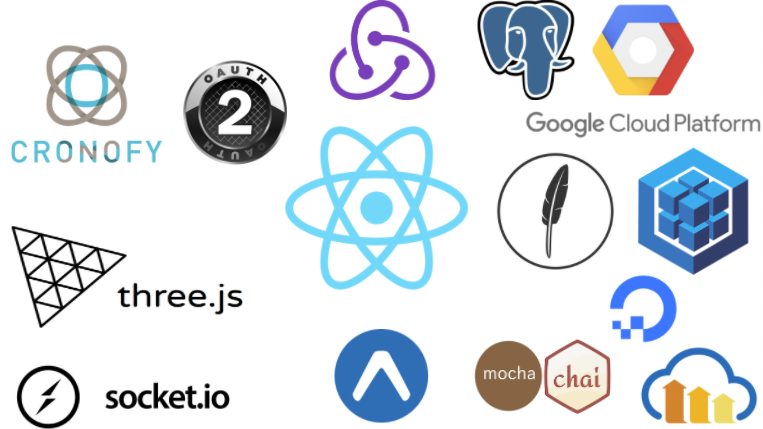 CRONOFY
OAUTH
2
OAUTH
Google Cloud Platform
three.js
socket.io
mocha
chai